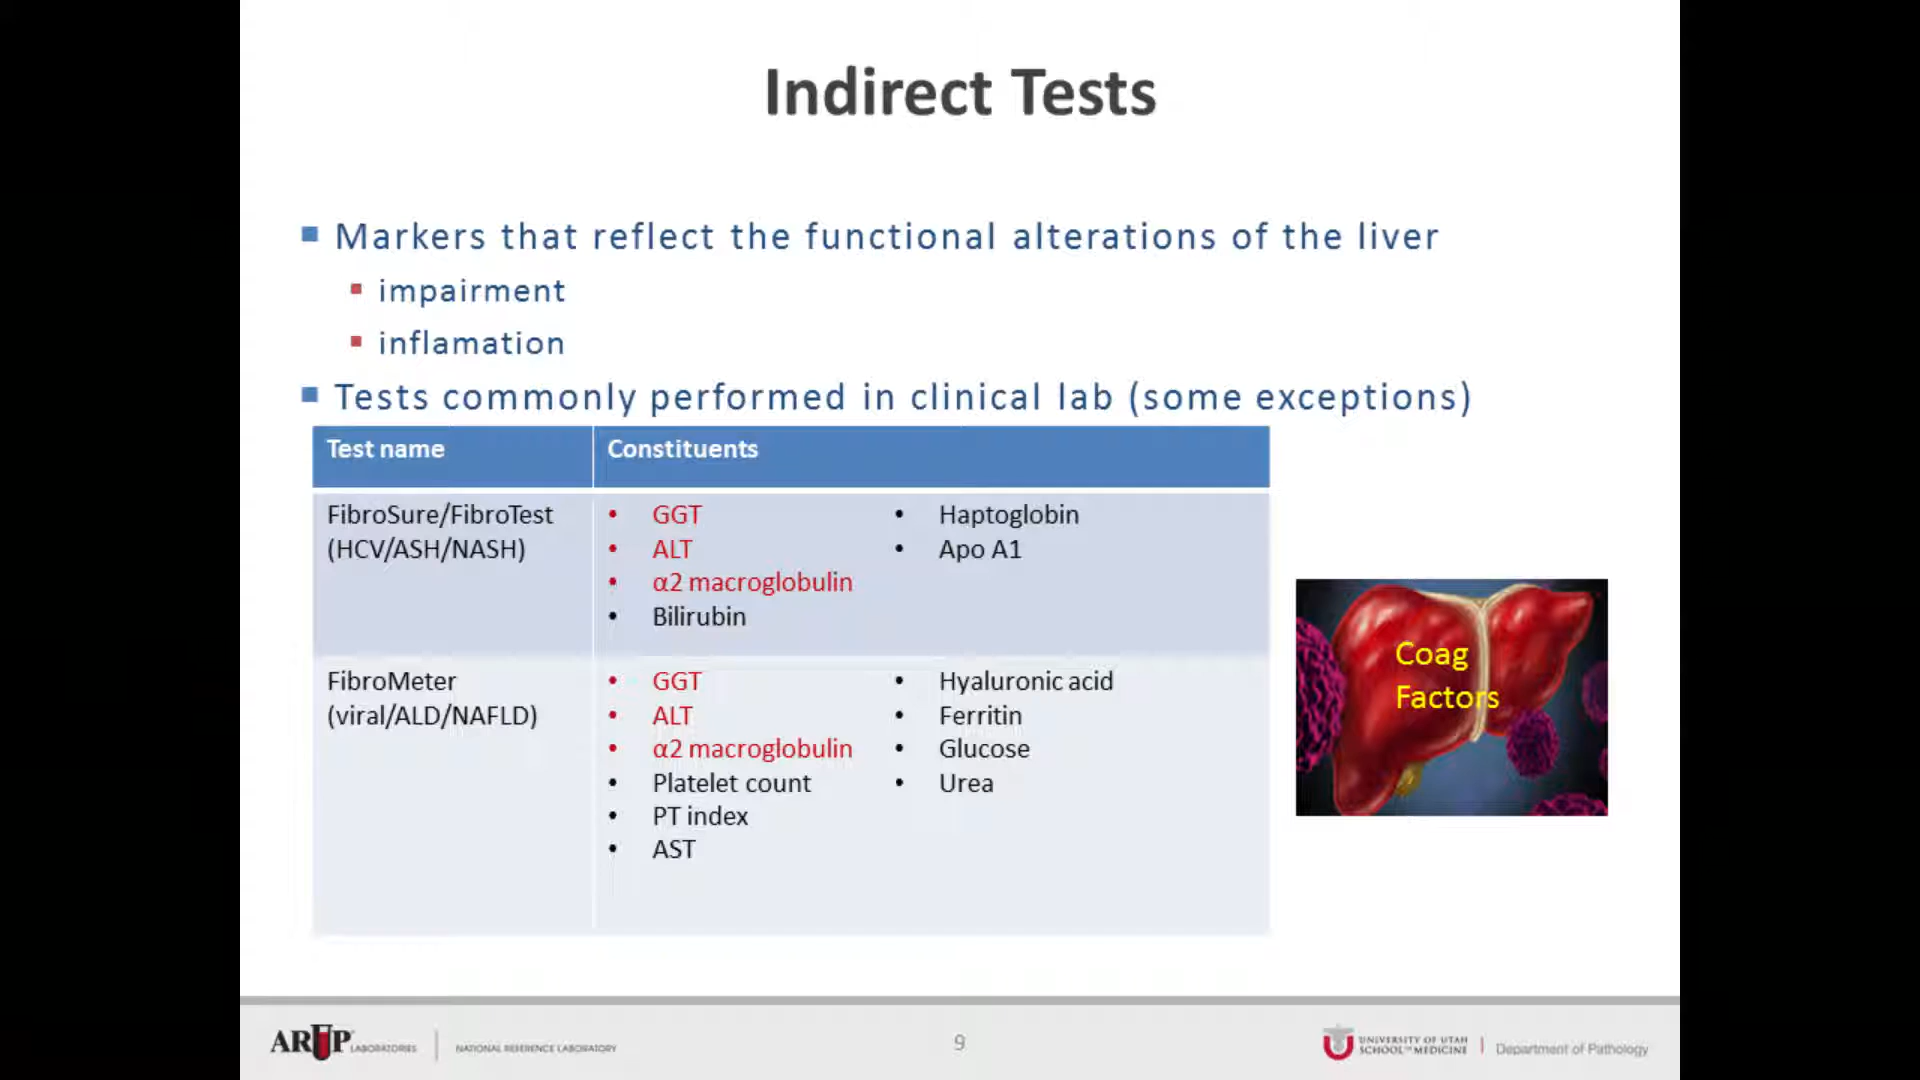 Indirect Tests
Markers that reflect the functional alterations of the liver
impairment
inflamation
Tests commonly performed in clinical lab (some exceptions)
Test name
Constituents
FibroSure/FibroTest
(HCV/ASH/NASH)
GGT
ALT
α2 macroglobulin
Bilirubin
Haptoglobin
Apo A1
FibroMeter
(viral/ALD/NAFLD)
GGT
ALT
α2 macroglobulin
Platelet count
PT index
AST
Hyaluronic acid
Ferritin
Glucose
Urea
Coag
Factors
ARUP LABORATORIES
NATIONAL REFERENCE LABORATORY
9
UNIVERSITY OF UTAH
SCHOOL OF MEDICINE
Department of Pathology